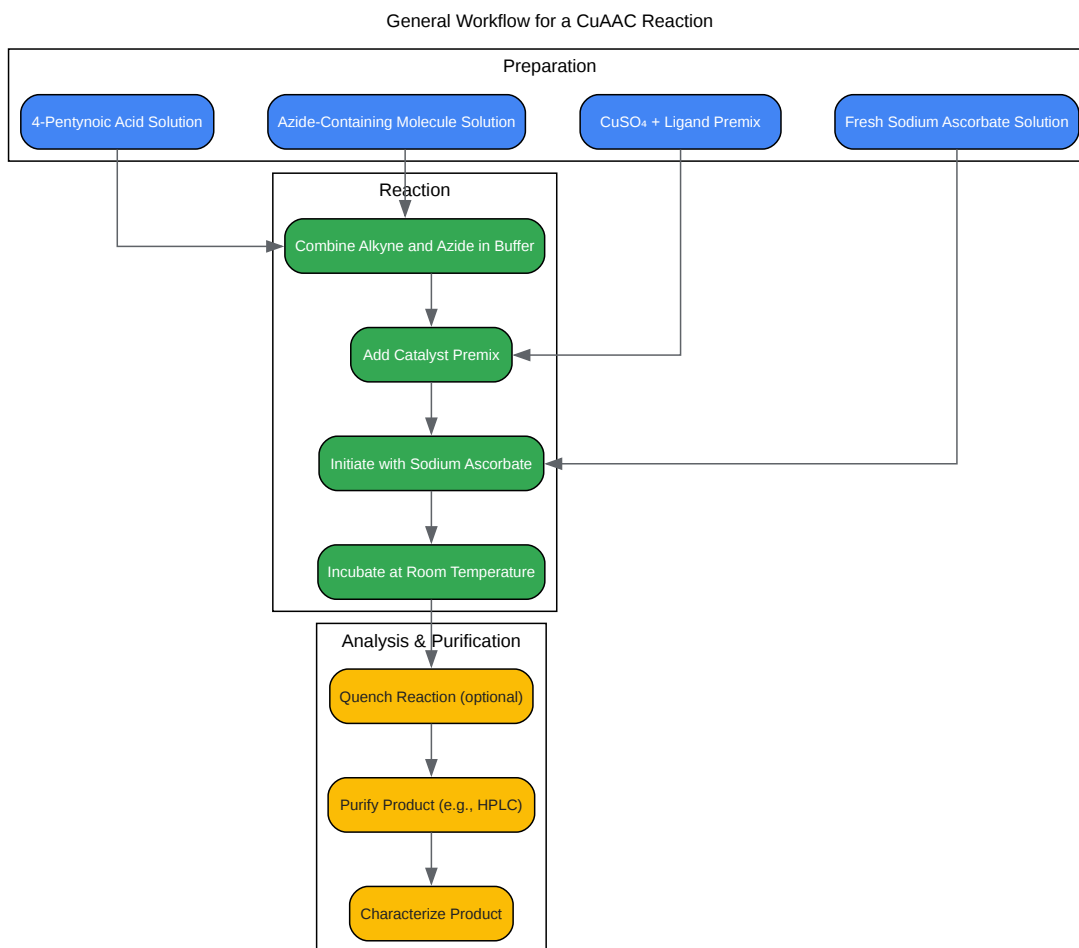 General Workflow for a CuAAC Reaction
Preparation
4-Pentynoic Acid Solution
Azide-Containing Molecule Solution
CuSO₄ + Ligand Premix
Fresh Sodium Ascorbate Solution
Reaction
Combine Alkyne and Azide in Buffer
Add Catalyst Premix
Initiate with Sodium Ascorbate
Incubate at Room Temperature
Analysis & Purification
Quench Reaction (optional)
Purify Product (e.g., HPLC)
Characterize Product